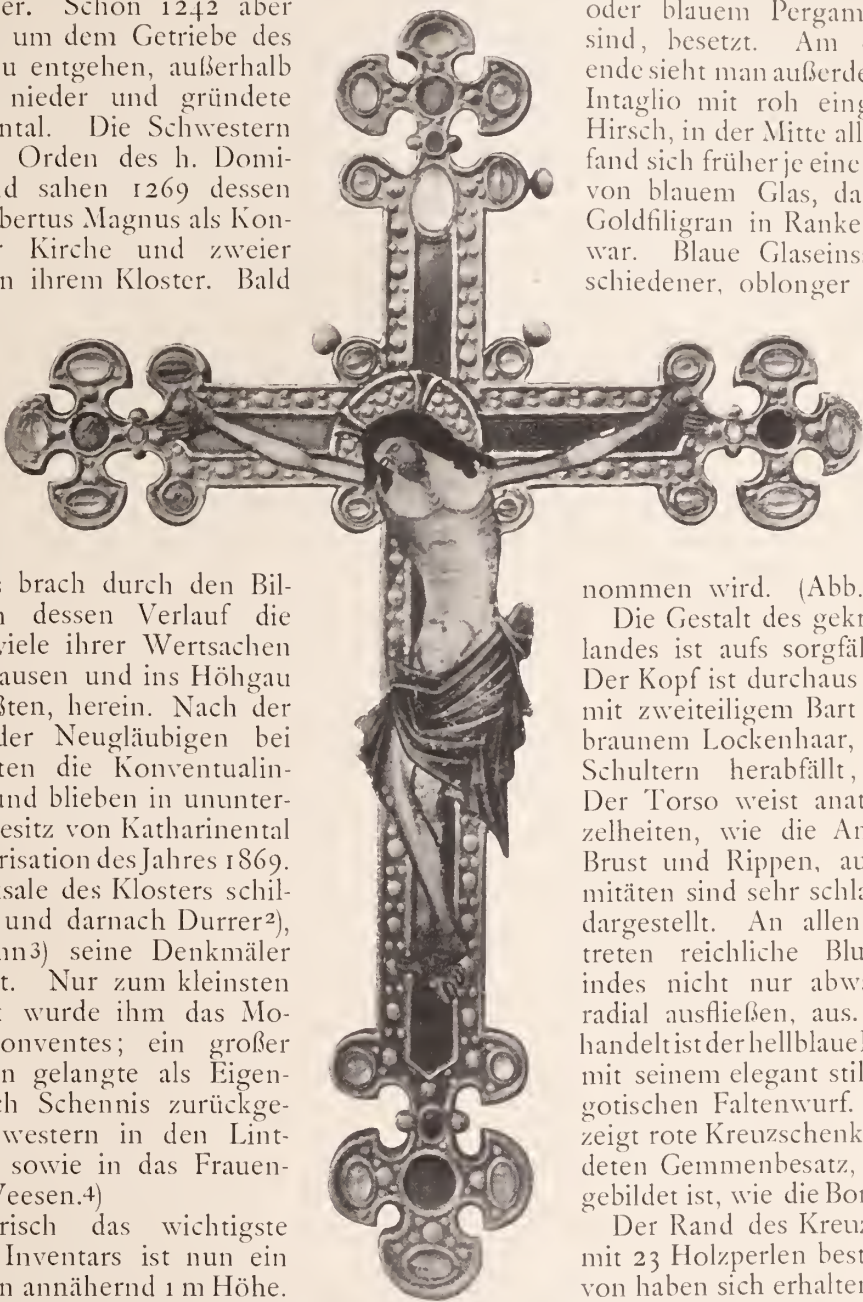 er. Schon 1242 aber
um dem Getriebe des
u entgehen, außerhalb
nieder und gründete
ntal. Die Schwestern
Orden des h. Domi-
d sahen 1269 dessen
bertus Magnus als Kon-
r Kirche und zweier
n ihrem Kloster. Bald
s brach durch den Bil-
n dessen Verlauf die
viele ihrer Wertsachen
ausen und ins Höhgau
ßten, herein. Nach der
der Neugläubigen bei
ten die Konventualin-
und blieben in ununter-
esitz von Katharinental
risation des Jahres 1869.
sale des Klosters schil-
und darnach Durrer²),
nn3) seine Denkmäler
t. Nur zum kleinsten
t wurde ihm das Mo-
onventes; ein großer
n gelangte als Eigen-
ch Schennis zurückge-
western in den Lint-
sowie in das Frauen-
Veesen.4)
risch das wichtigste
Inventars ist nun ein
n annähernd 1 m Höhe.
oder blauem Pergam
sind, besetzt. Am
ende sieht man außerde
Intaglio mit roh eing
Hirsch, in der Mitte all
fand sich früher je eine
von blauem Glas, da
Goldfiligran in Ranke
war. Blaue Glaseins
schiedener, oblonger
nommen wird. (Abb.
Die Gestalt des gekr
landes ist aufs sorgfäl
Der Kopf ist durchaus
mit zweiteiligem Bart
braunem Lockenhaar,
Schultern herabfällt,
Der Torso weist anat
zelheiten, wie die An
Brust und Rippen, au
mitäten sind sehr schla
dargestellt. An allen
treten reichliche Blu
indes nicht nur abwä
radial ausfließen, aus.
handelt ist der hellblaue
mit seinem elegant stil
gotischen Faltenwurf.
zeigt rote Kreuzschenk
deten Gemmenbesatz,
gebildet ist, wie die Bor
Der Rand des Kreuz
mit 23 Holzperlen best
von haben sich erhalten